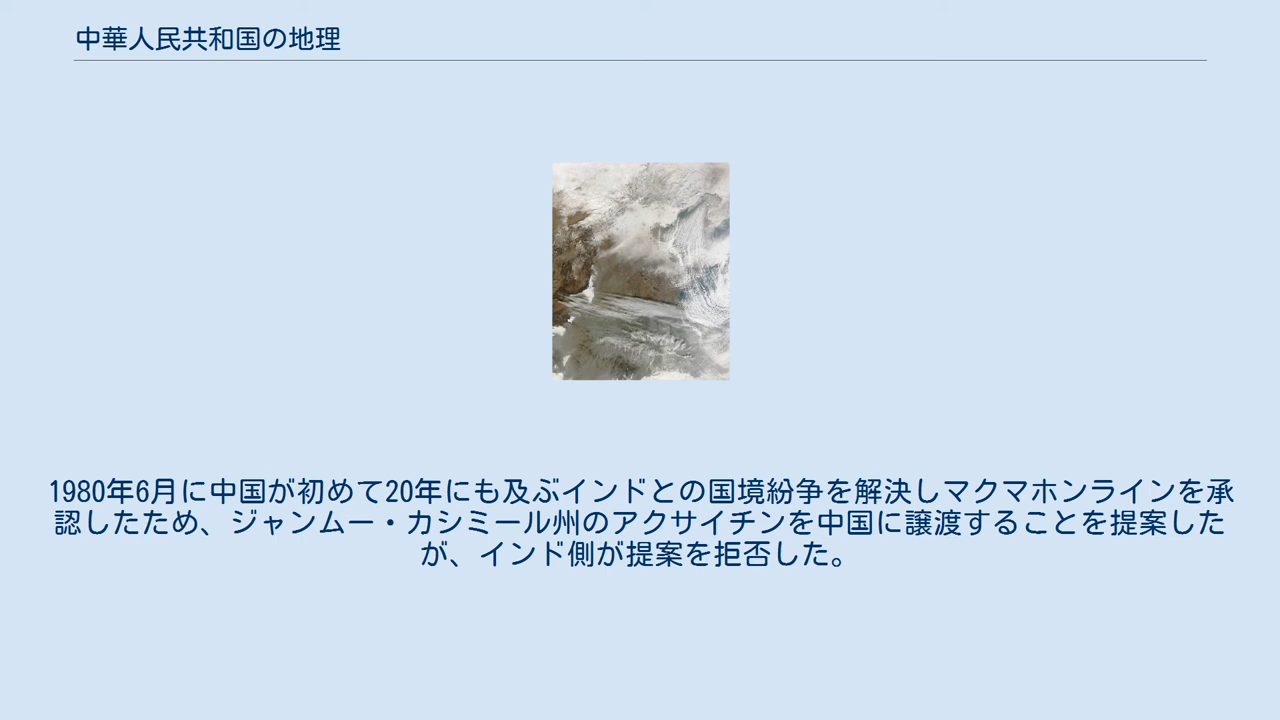 中華人民共和国の地理
1980年6月に中国が初めて20年にも及ぶインドとの国境紛争を解決しマクマホンラインを承
認したため、ジャンムー・カシミール州のアクサイチンを中国に譲渡することを提案した
が、インド側が提案を拒否した。